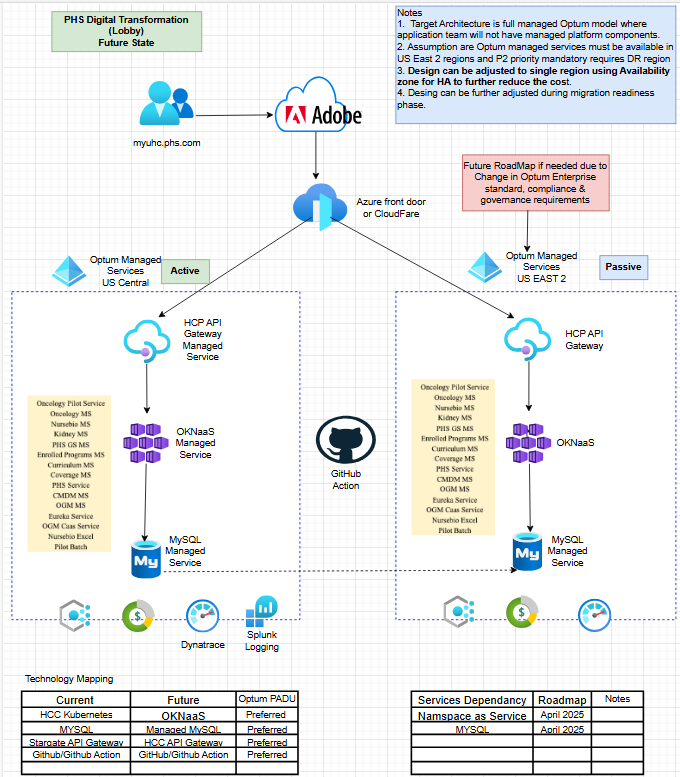 PHS Digital Transformation
(Lobby)
Future State
Notes
1. Target Architecture is full managed Optum model where
application team will not have managed platform components.
2. Assumption are Optum managed services must be available in
US East 2 regions and P2 priority mandatory requires DR region
3. Design can be adjusted to single region using Availability
zone for HA to further reduce the cost.
4. Desing can be further adjusted during migration readiness
phase.
Adobe
myuhc.phs.com
Future RoadMap if needed due to
Change in Optum Enterprise
standard, compliance &
governance requirements
Azure front door
or CloudFare
Optum Managed
Services
US Central
Active
Optum Managed
Services
US EAST 2
Passive
HCP API
Gateway
Managed
Service
HCP API
Gateway
Oncology Pilot Service
Oncology MS
Nursebio MS
Kidney MS
PHS GS MS
Enrolled Programs MS
Curriculum MS
Coverage MS
PHS Service
CMDM MS
OGM MS
Eureka Service
OGM Cuas Service
Nursebio Excel
Pilot Batch
OKNaaS
Managed
Service
GitHub
Action
Oncology Pilot Service
Oncology MS
Nursebio MS
Kidney MS
PHS GS MS
Enrolled Programs MS
Curriculum MS
Coverage MS
PHS Service
CMDM MS
OGM MS
Eureka Service
OGM Cuas Service
Nursebio Excel
Pilot Batch
OKNaaS
My
MySQL
Managed
Service
My
MySQL
Managed
Service
$
Dynatrace
Splunk
Logging
$
Technology Mapping
Current Future Optum PADU
HCC Kubernetes OKNaaS Preferred
MYSQL Managed MySQL Preferred
Stargate API Gateway HCC API Gateway Preferred
Github/Github Action GitHub/Github Action Preferred
Services Dependancy Roadmap Notes
Namspace as Service April 2025
MYSQL April 2025